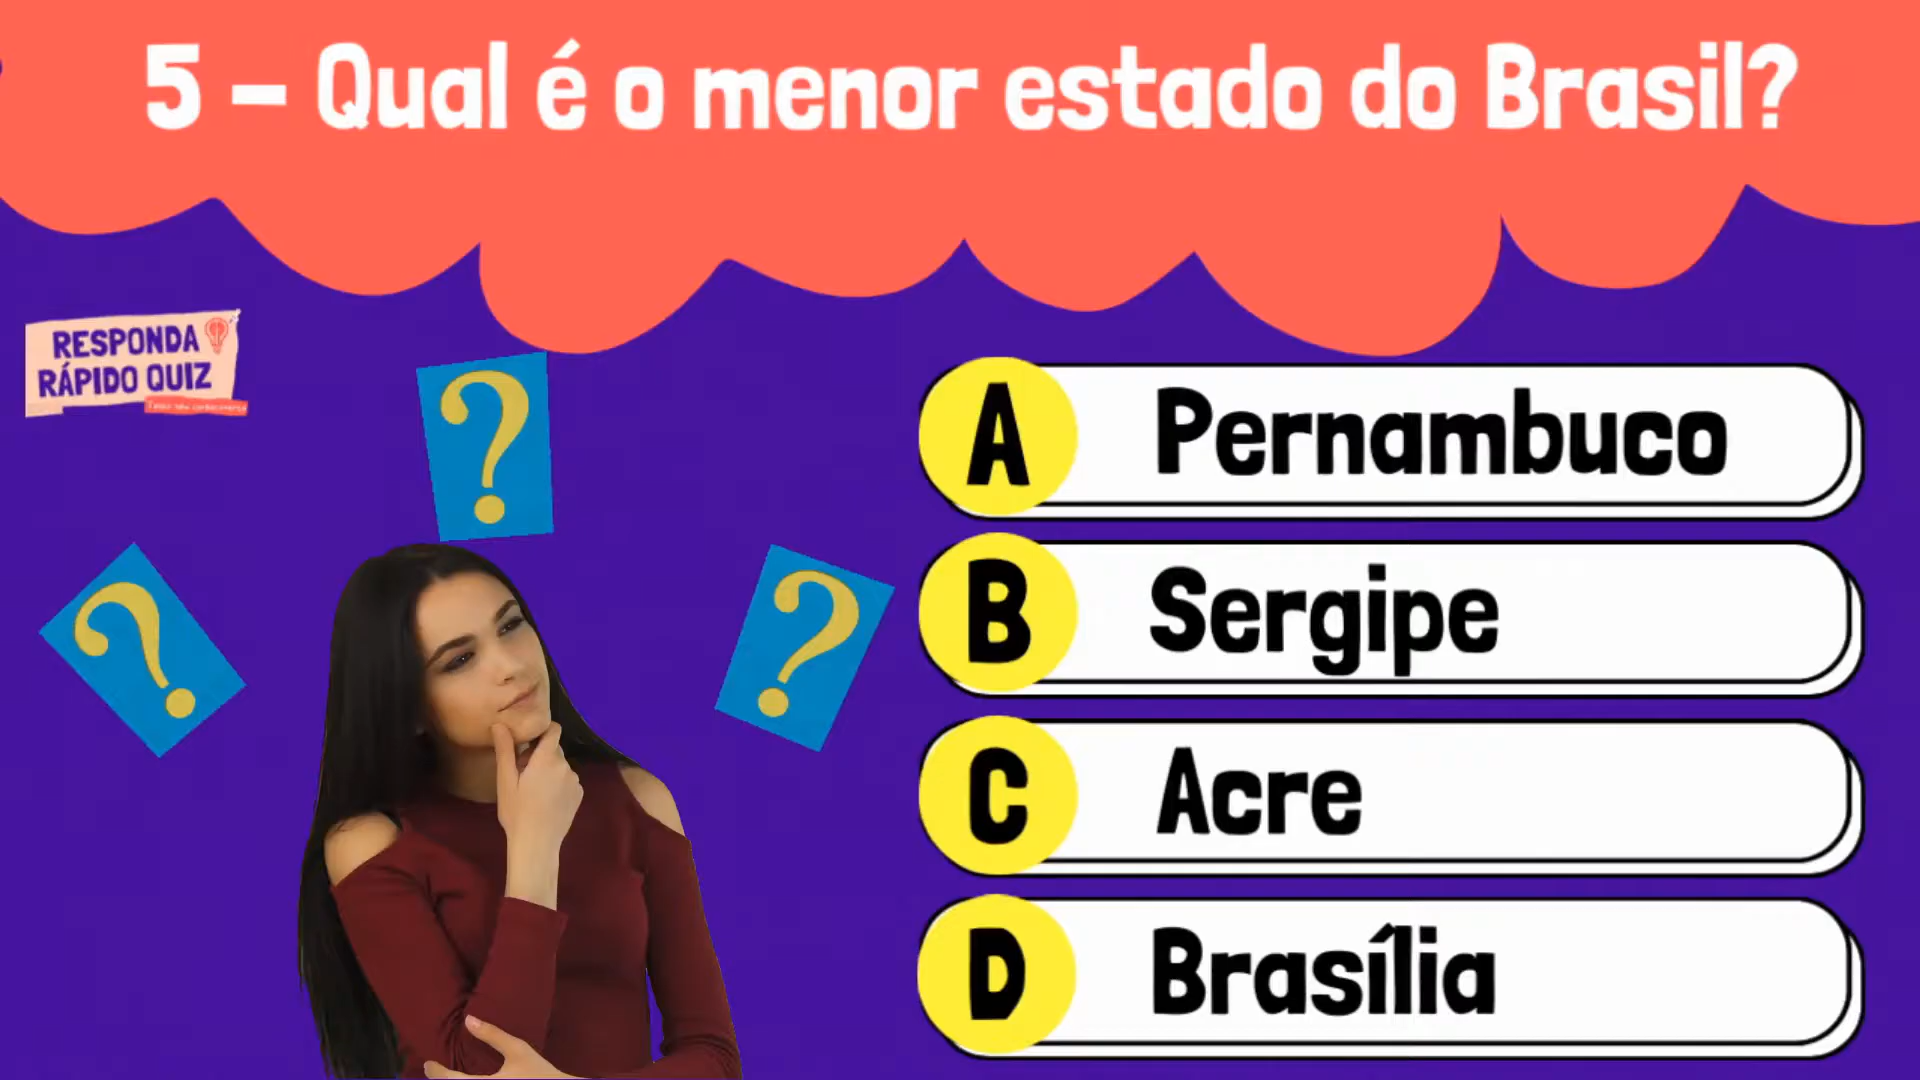 5 – Qual é o menor estado do Brasil?
RESPONDA
RÁPIDO QUIZ
?
?
?
A Pernambuco
B Sergipe
C Acre
D Brasília